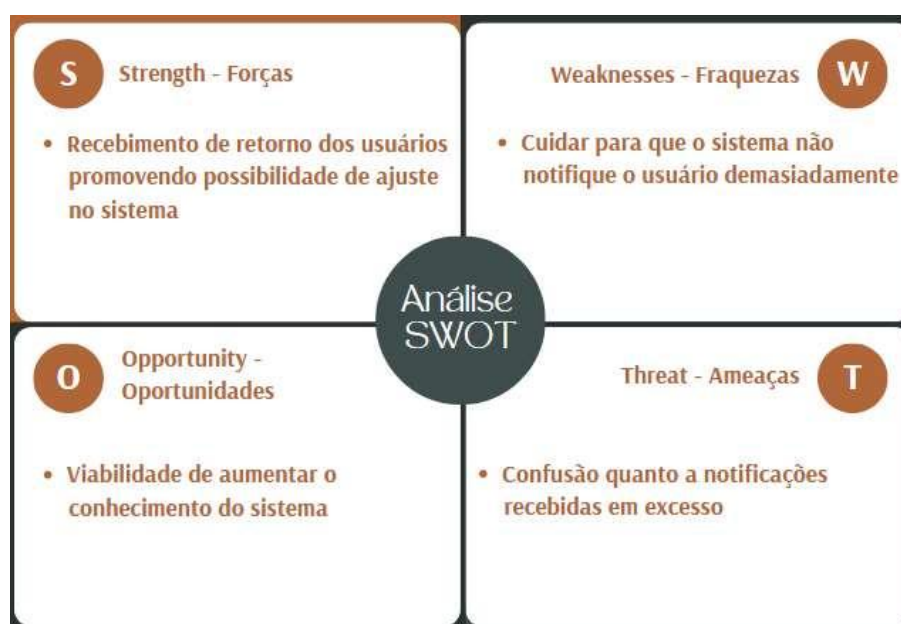 S
Strength - Forças
• Recebimento de retorno dos usuários
promovendo possibilidade de ajuste
no sistema
Weaknesses - Fraquezas
W
• Cuidar para que o sistema não
notifique o usuário demasiadamente
Análise
SWOT
O
Opportunity -
Oportunidades
• Viabilidade de aumentar o
conhecimento do sistema
Threat - Ameaças
T
• Confusão quanto a notificações
recebidas em excesso